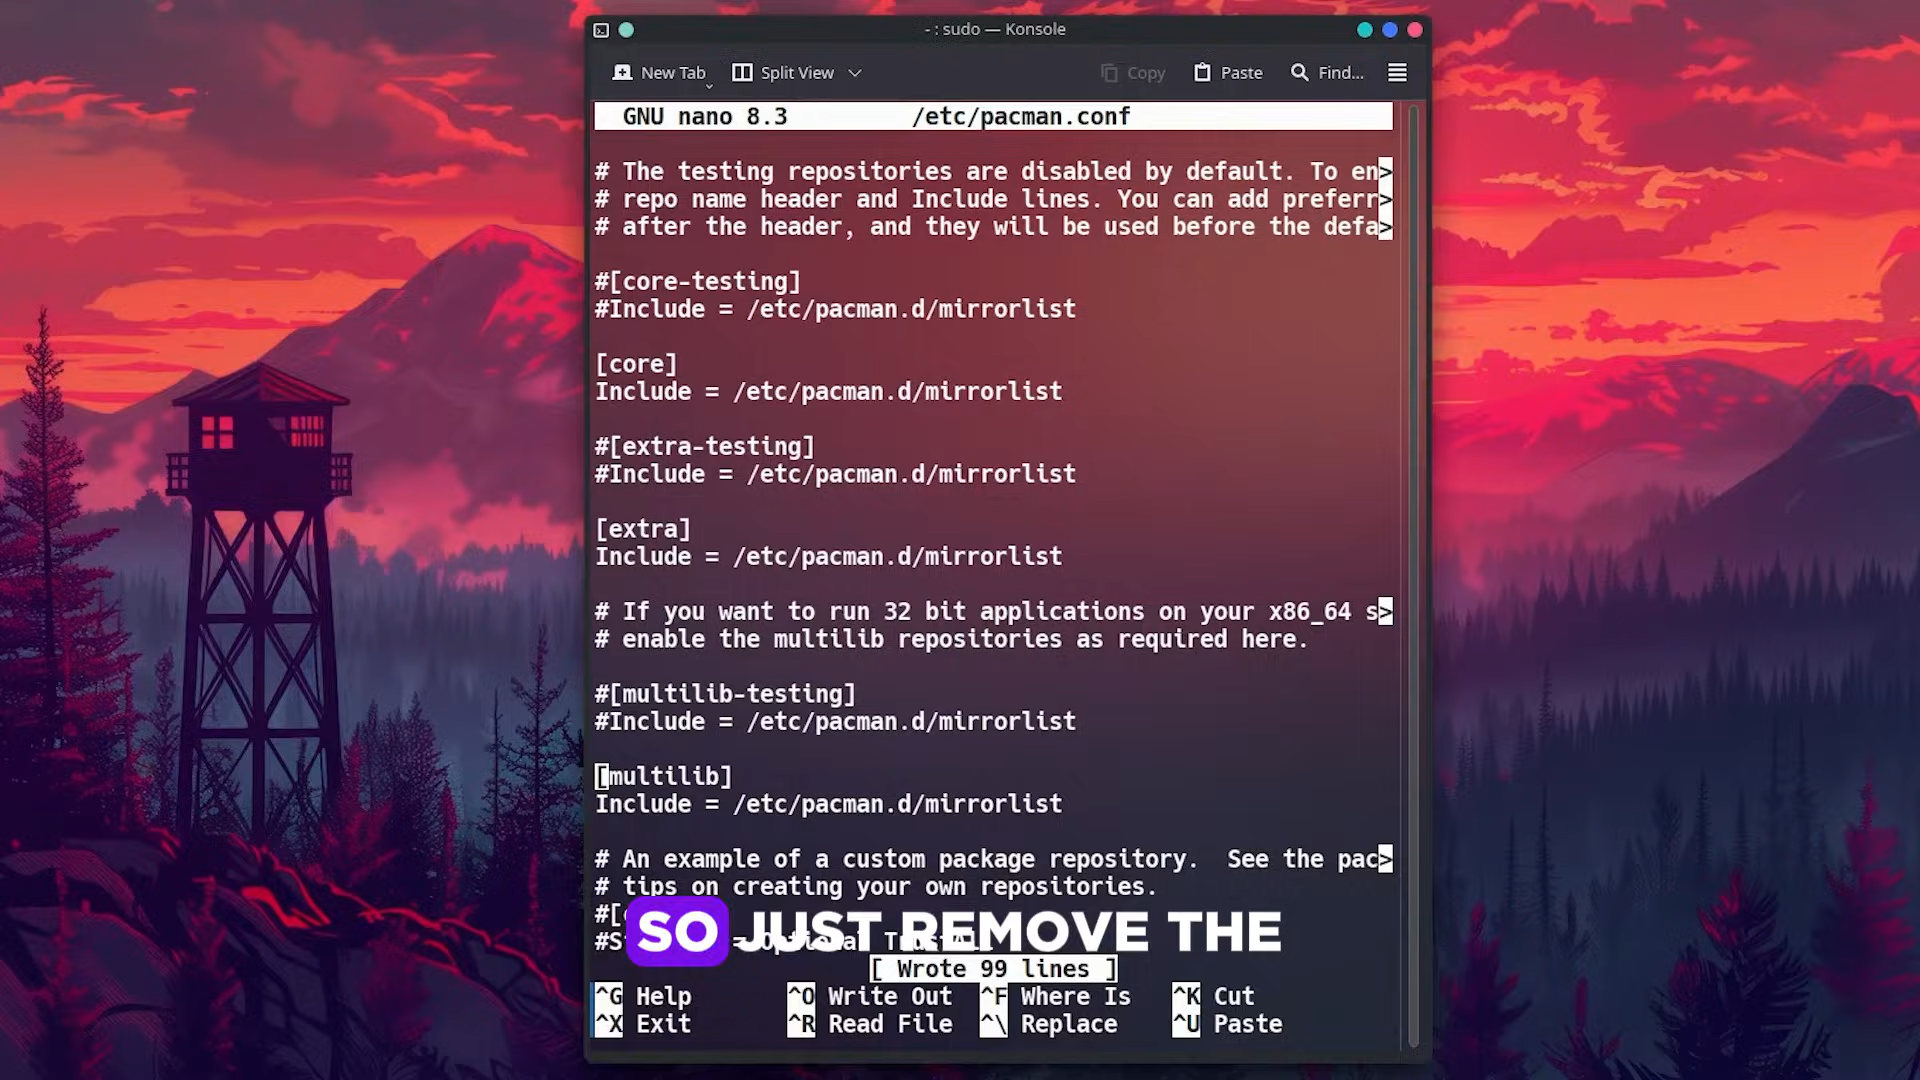 - : sudo — Konsole
New Tab
Split View
Copy
Paste
Find...
GNU nano 8.3 /etc/pacman.conf
# The testing repositories are disabled by default. To en>
# repo name header and Include lines. You can add preferr>
# after the header, and they will be used before the defa>
#[core-testing]
#Include = /etc/pacman.d/mirrorlist
[core]
Include = /etc/pacman.d/mirrorlist
#[extra-testing]
#Include = /etc/pacman.d/mirrorlist
[extra]
Include = /etc/pacman.d/mirrorlist
# If you want to run 32 bit applications on your x86_64 s>
# enable the multilib repositories as required here.
#[multilib-testing]
#Include = /etc/pacman.d/mirrorlist
[multilib]
Include = /etc/pacman.d/mirrorlist
# An example of a custom package repository.  See the pac>
# tips on creating your own repositories.
SO JUST REMOVE THE
[ Wrote 99 lines ]
^G Help ^O Write Out ^F Where Is ^K Cut
^X Exit ^R Read File ^\ Replace ^U Paste